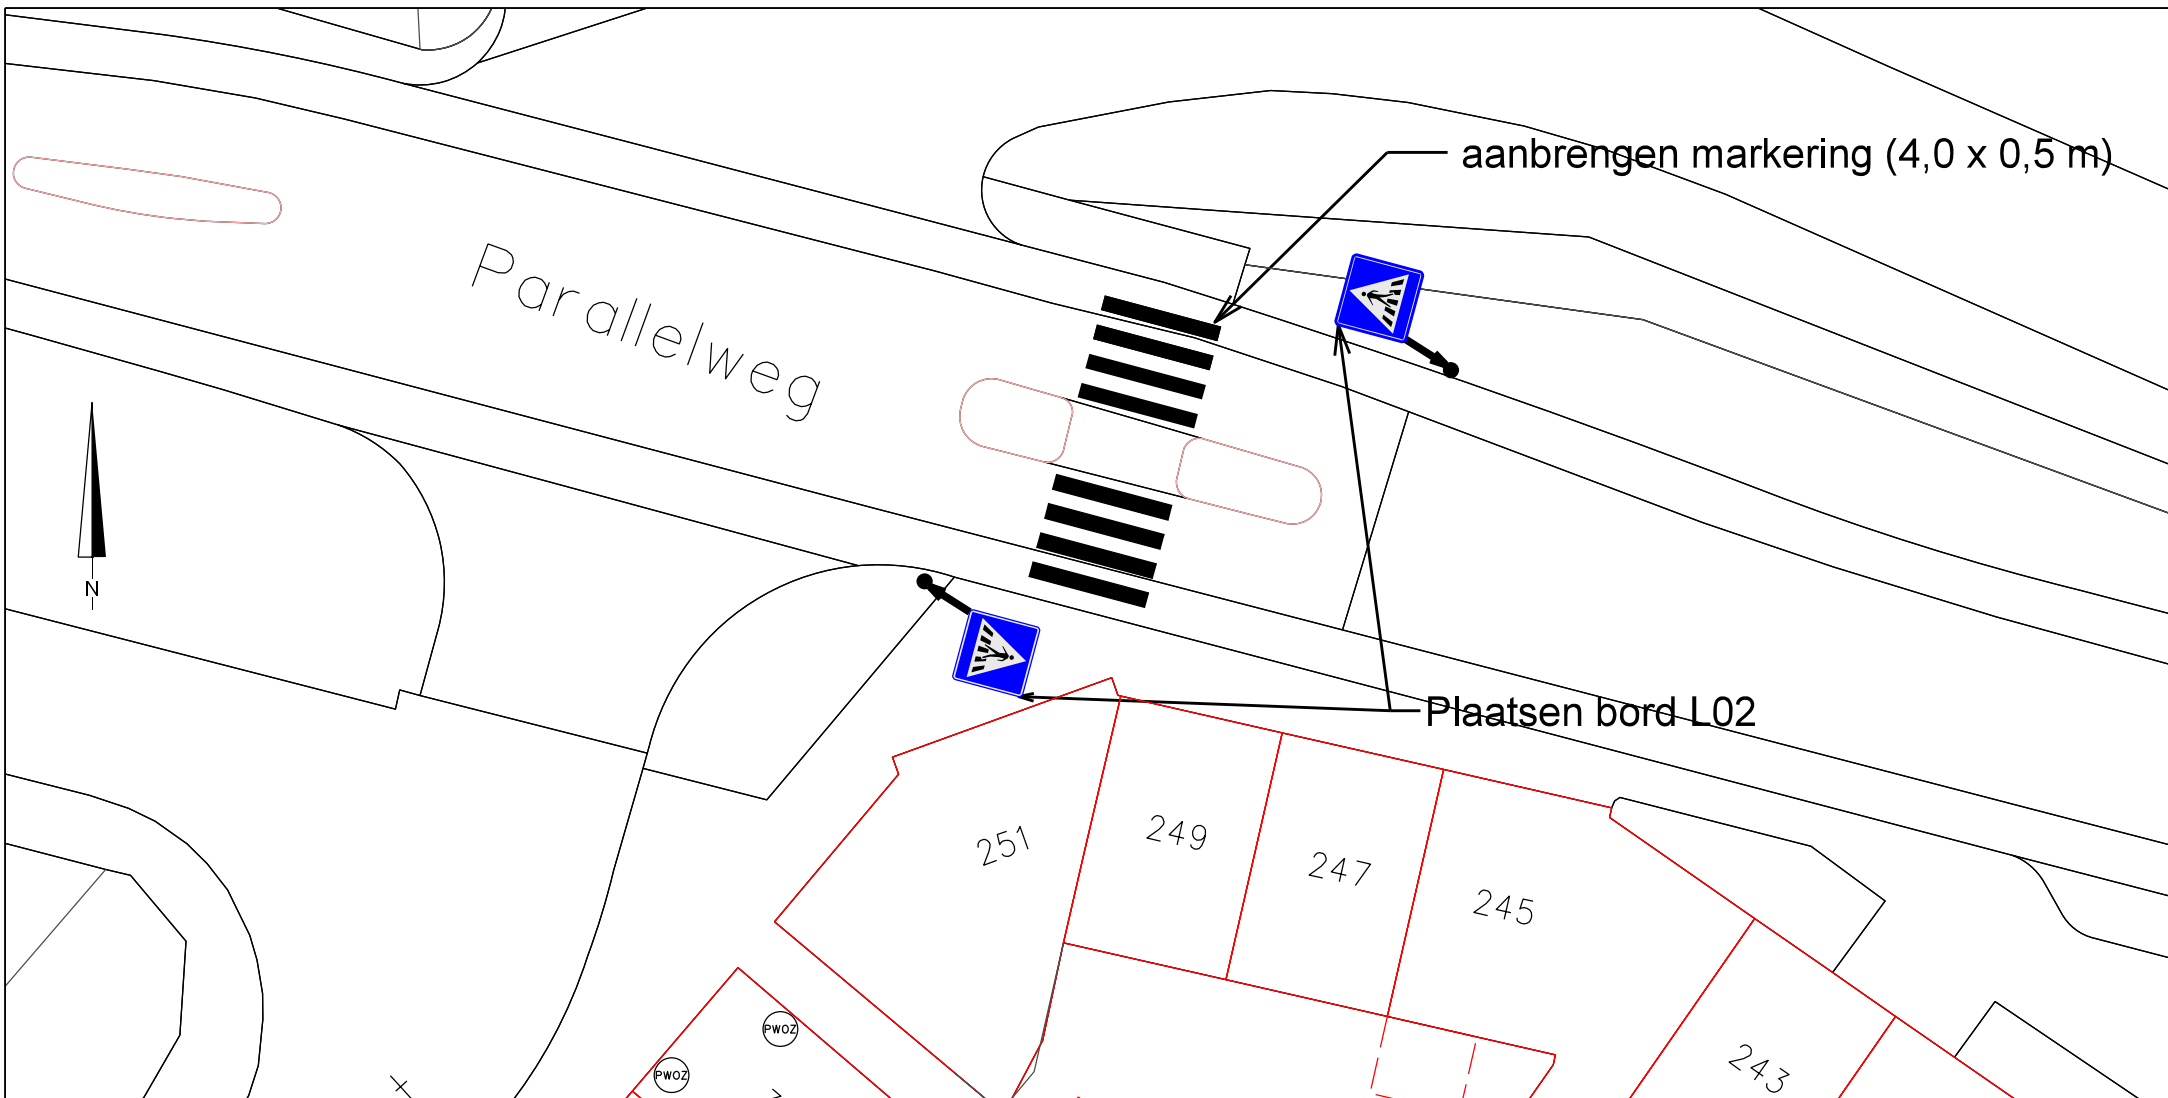 aanbrengen markering (4,0 x 0,5 m)
Parallelweg
N
Plaatsen bord L02
251
249
247
245
243
PWOZ
PWOZ